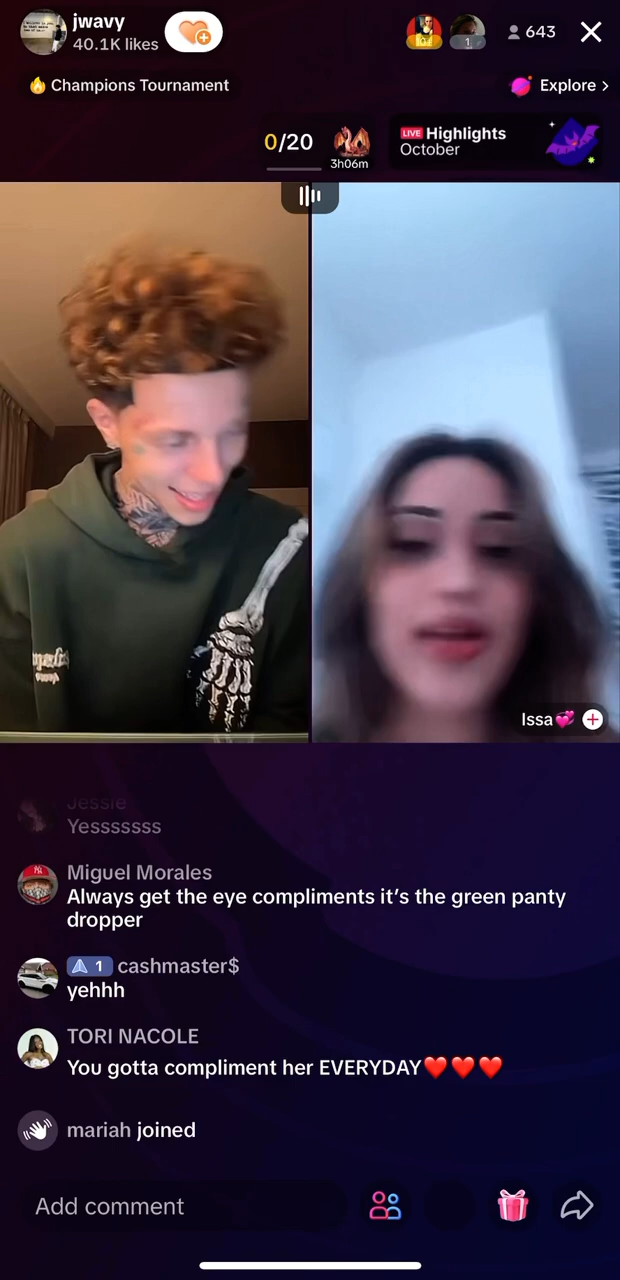 jwavy
40.1K likes
1
643
🔥 Champions Tournament
Explore >
0/20
3h06m
LIVE Highlights
October
Issa💞
Jessie
Yesssssss
Miguel Morales
Always get the eye compliments it's the green panty
dropper
1 cashmaster$
yehhh
TORI NACOLE
You gotta compliment her EVERYDAY❤️❤️❤️
mariah joined
Add comment